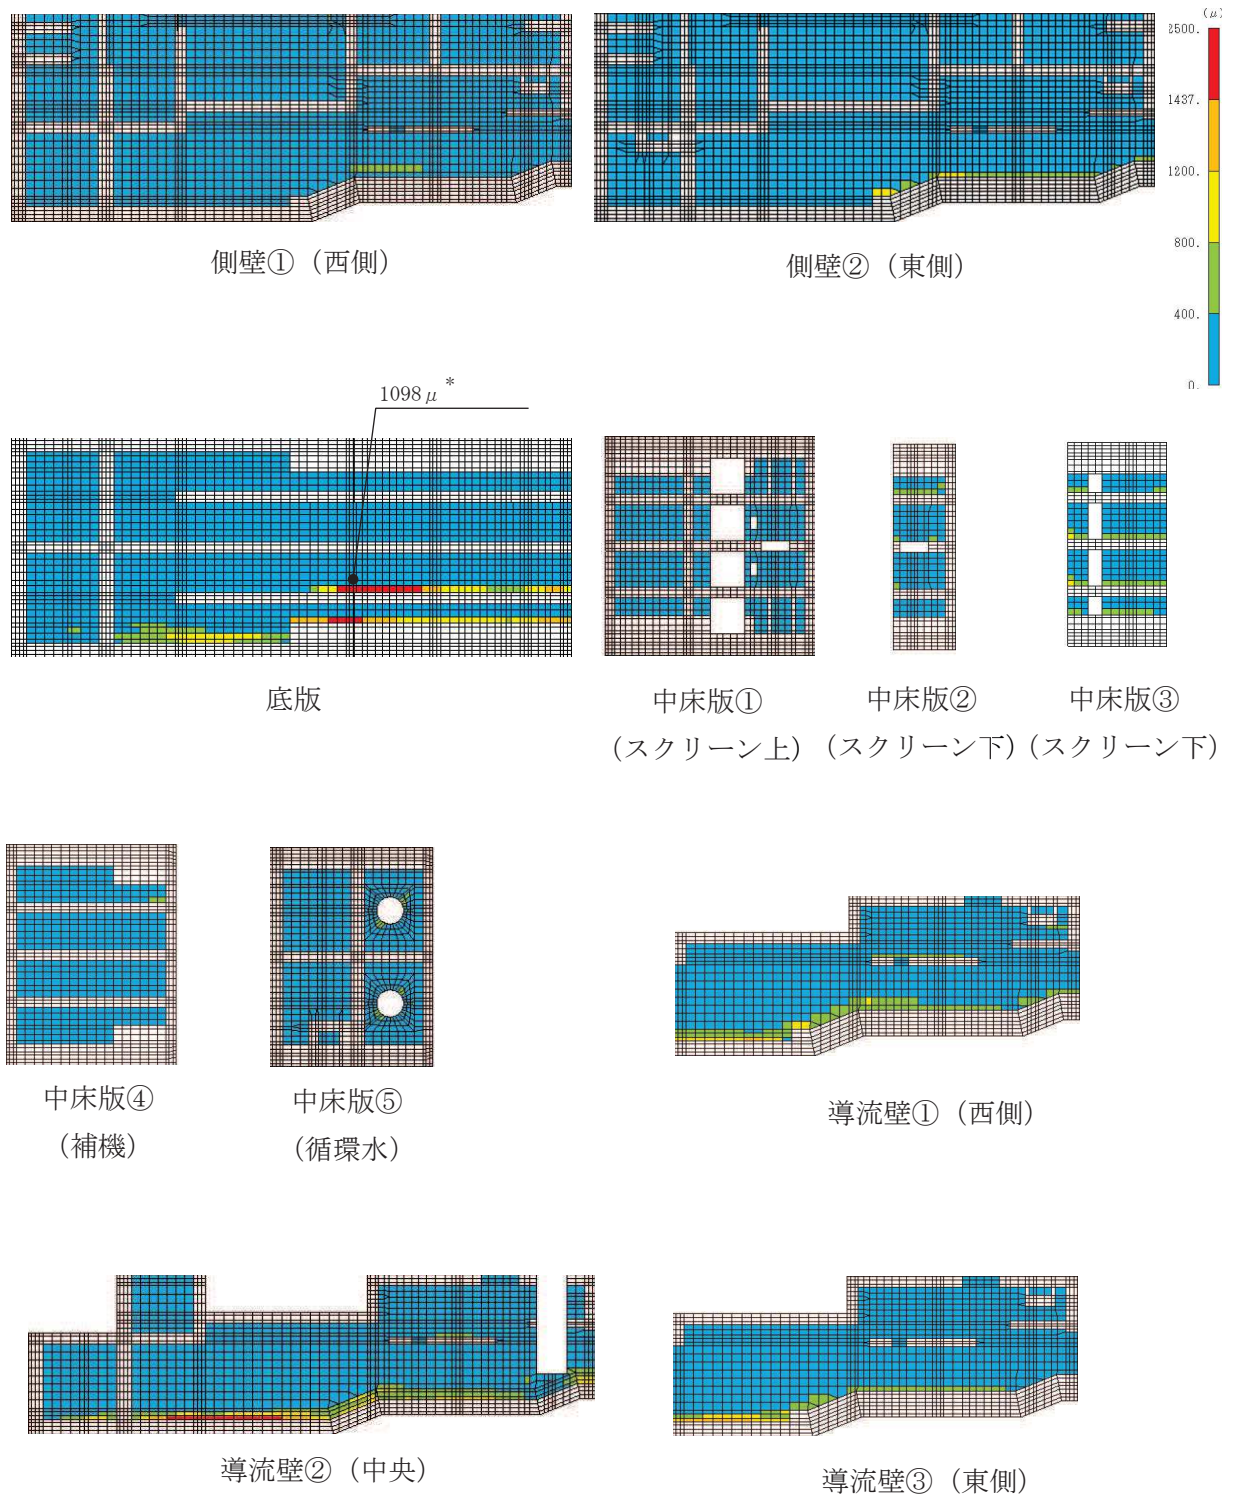 (μ)
2500.
1437.
1200.
800.
400.
0.
側壁①（西側）
側壁②（東側）
1098μ*
底版
中床版①
（スクリーン上）
中床版②
（スクリーン下）
中床版③
（スクリーン下）
中床版④
（補機）
中床版⑤
（循環水）
導流壁①（西側）
導流壁②（中央）
導流壁③（東側）